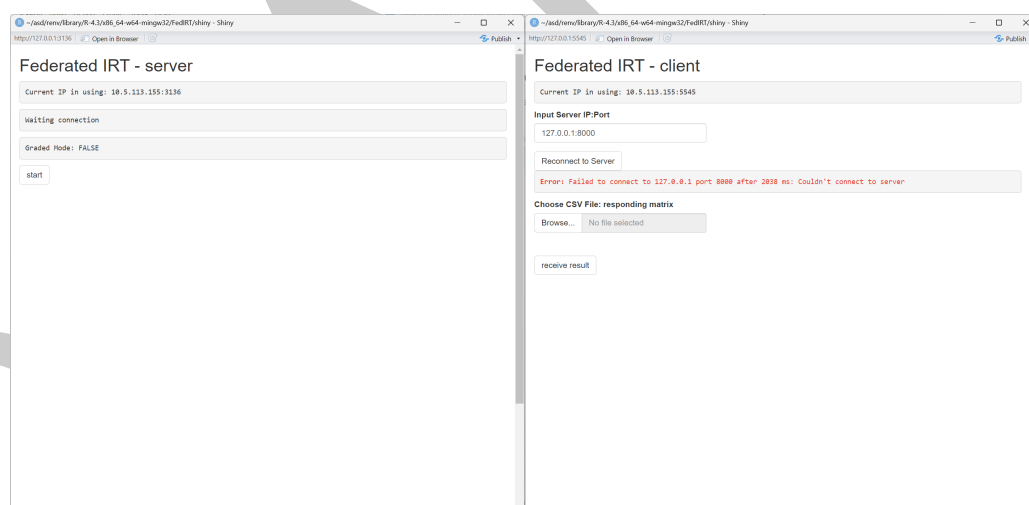 ~/asd/renv/library/R-4.3/x86_64-w64-mingw32/FedIRT/shiny - Shiny
http://127.0.0.1:3136 Open in Browser Publish
Federated IRT - server
Current IP in using: 10.5.113.155:3136
Waiting connection
Graded Mode: FALSE
start
~/asd/renv/library/R-4.3/x86_64-w64-mingw32/FedIRT/shiny - Shiny
http://127.0.0.1:5545 Open in Browser Publish
Federated IRT - client
Current IP in using: 10.5.113.155:5545
Input Server IP:Port
127.0.0.1:8000
Reconnect to Server
Error: Failed to connect to 127.0.0.1 port 8000 after 2038 ms: Couldn't connect to server
Choose CSV File: responding matrix
Browse... No file selected
receive result